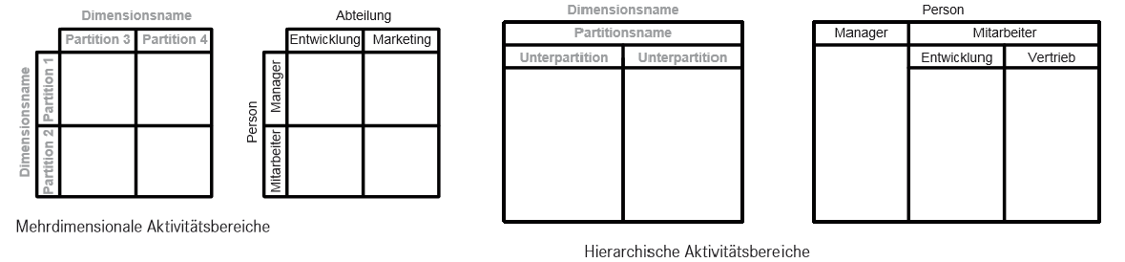 Dimensionsname
Partition 3 Partition 4
Dimensionsname
Partition 1
Partition 2
Abteilung
Entwicklung Marketing
Person
Manager
Mitarbeiter
Mehrdimensionale Aktivitätsbereiche
Dimensionsname
Partitionsname
Unterpartition Unterpartition
Person
Manager Mitarbeiter
Entwicklung Vertrieb
Hierarchische Aktivitätsbereiche